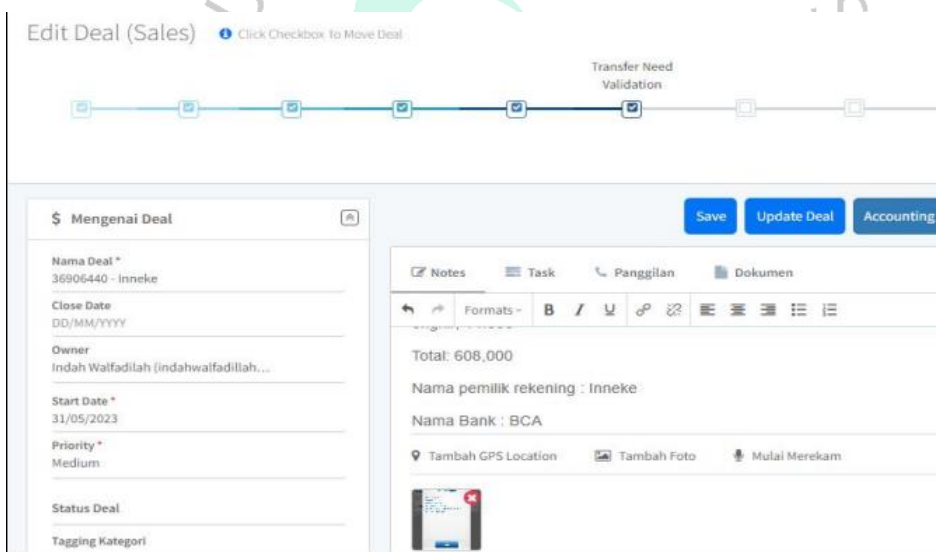 Edit Deal (Sales) Click Checkbox To Move Deal
Transfer Need
Validation
$ Mengenai Deal
Nama Deal *
36906440 - Inneke
Close Date
DD/MM/YYYY
Owner
Indah Walfadilah (indahwalfadillah...
Start Date *
31/05/2023
Priority *
Medium
Status Deal
Tagging Kategori
Save Update Deal Accounting
Notes Task Panggilan Dokumen
Formats B I U
Total: 608,000
Nama pemilik rekening : Inneke
Nama Bank : BCA
Tambah GPS Location Tambah Foto Mulai Merekam